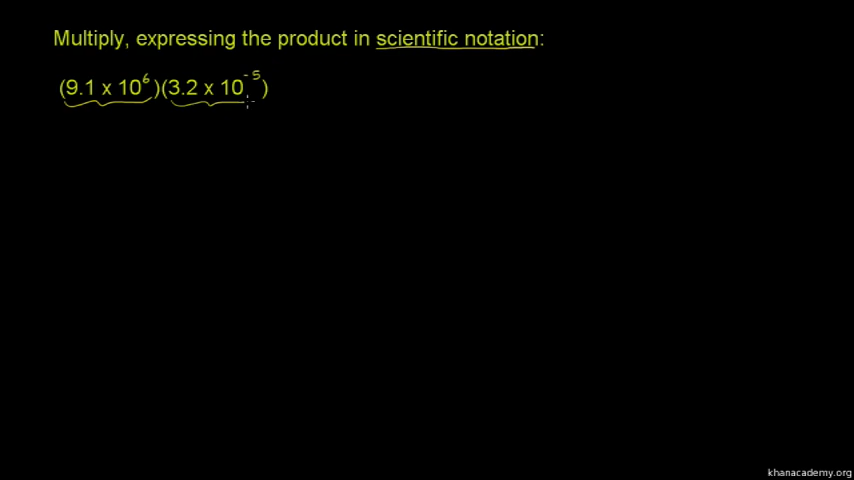 Multiply, expressing the product in scientific notation:
(9.1 x 10⁶)(3.2 x 10⁻⁵)
khanacademy.org